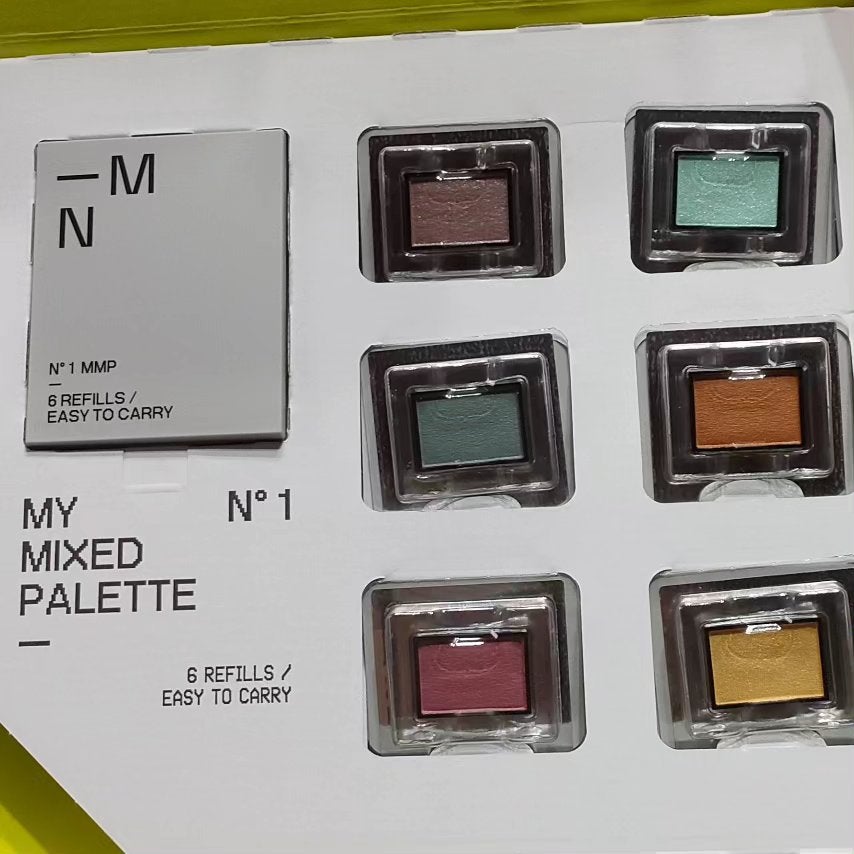 — M
N
N° 1 MMP
—
6 REFILLS /
EASY TO CARRY
MY N° 1
MIXED
PALETTE
—
6 REFILLS /
EASY TO CARRY